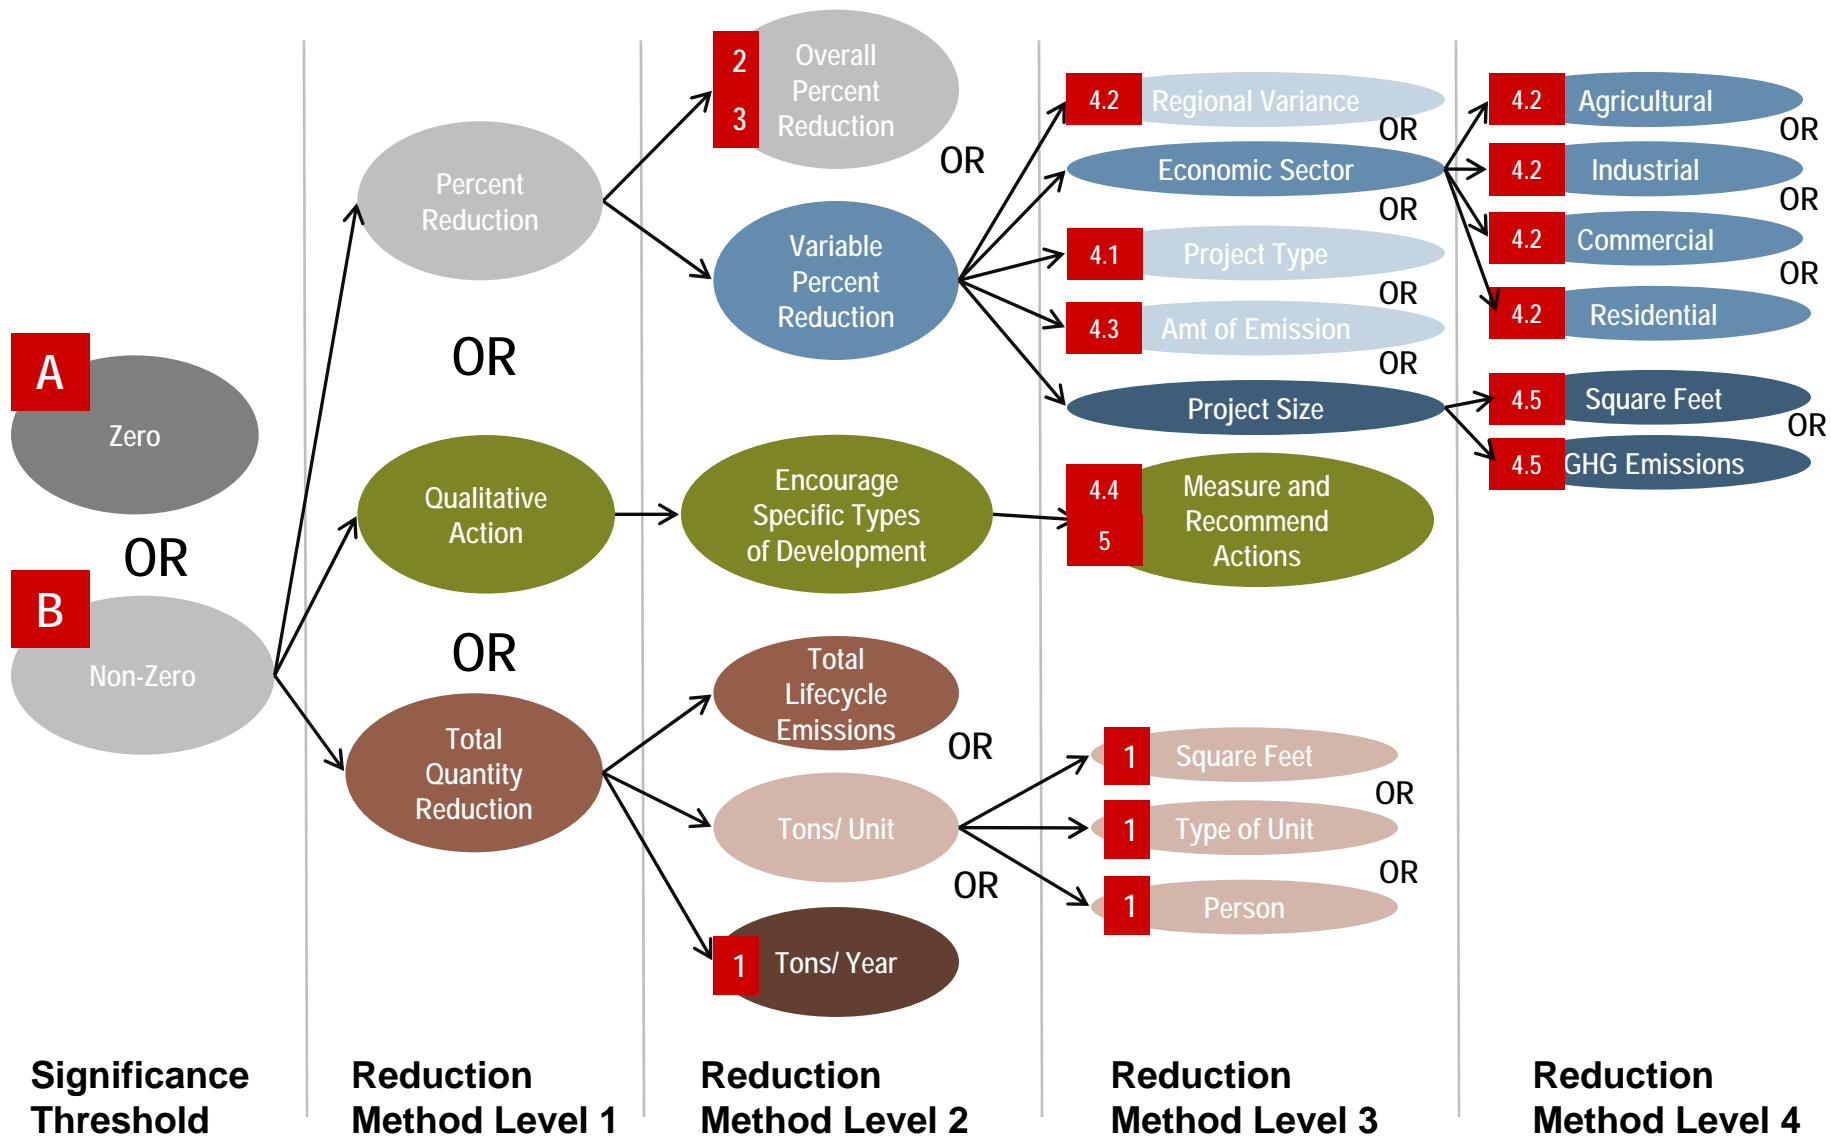 A
Zero
OR
B
Non-Zero
Percent
Reduction
OR
Qualitative
Action
OR
Total
Quantity
Reduction
2
3
Overall
Percent
Reduction
OR
Variable
Percent
Reduction
Encourage
Specific Types
of Development
Total
Lifecycle
Emissions
OR
Tons/ Unit
OR
1
Tons/ Year
4.2
Regional Variance
OR
Economic Sector
OR
4.1
Project Type
OR
4.3
Amt of Emission
OR
Project Size
4.4
5
Measure and
Recommend
Actions
1
Square Feet
OR
1
Type of Unit
OR
1
Person
4.2
Agricultural
OR
4.2
Industrial
OR
4.2
Commercial
OR
4.2
Residential
4.5
Square Feet
OR
4.5
GHG Emissions
Significance
Threshold
Reduction
Method Level 1
Reduction
Method Level 2
Reduction
Method Level 3
Reduction
Method Level 4